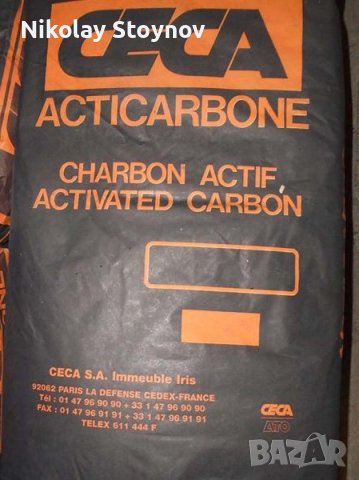 Nikolay Stoynov
CECA
ACTICARBONE
CHARBON ACTIF
ACTIVATED CARBON
CECA S.A. Immeuble Iris
92062 PARIS LA DEFENSE CEDEX-FRANCE
Tél : 01 47 96 90 90 + 33 1 47 96 90 90
FAX : 01 47 96 91 91 + 33 1 47 96 91 91
TELEX 611 444 F
CECA
ATO
BAZAR